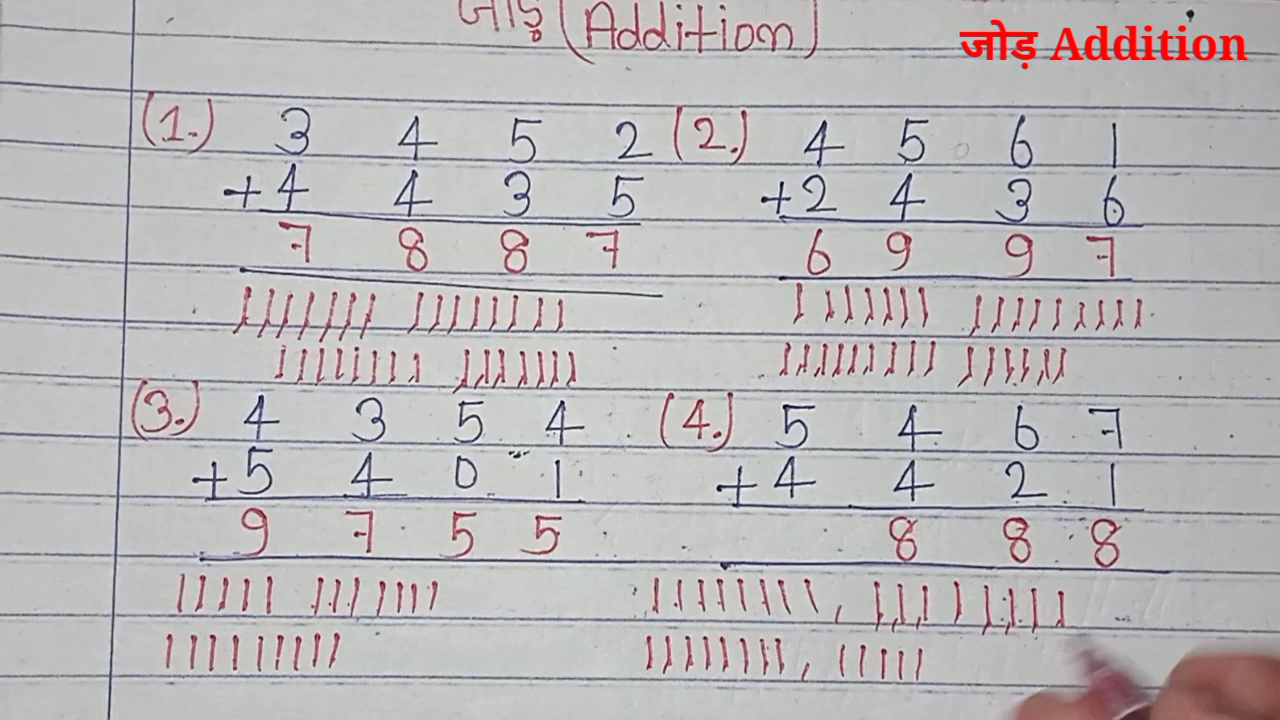 जोड़ (Addition)
जोड़ Addition
(1.) 3 4 5 2
+4 4 3 5
7 8 8 7
(2.) 4 5 6 1
+2 4 3 6
6 9 9 7
(3.) 4 3 5 4
+5 4 0 1
9 7 5 5
(4.) 5 4 6 7
+4 4 2 1
8 8 8